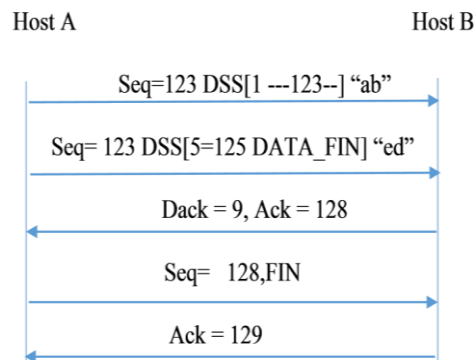 Host A Host B
Seq=123 DSS[1 ---123--] “ab”
Seq= 123 DSS[5=125 DATA_FIN] “ed”
Dack = 9, Ack = 128
Seq= 128,FIN
Ack = 129